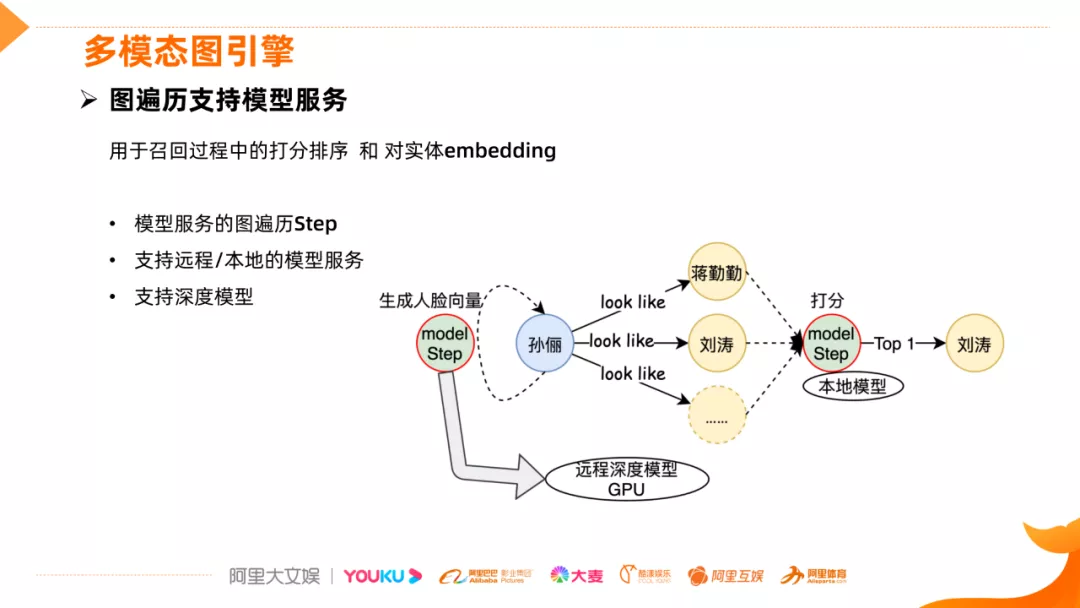 多模态图引擎
图遍历支持模型服务
用于召回过程中的打分排序 和 对实体embedding
• 模型服务的图遍历Step
• 支持远程/本地的模型服务
• 支持深度模型
生成人脸向量
model
Step
孙俪
look like
look like
look like
蒋勤勤
刘涛
......
打分
model
Step
本地模型
Top 1
刘涛
远程深度模型
GPU
阿里大文娱
YOUKU
阿里巴巴影业集团
Alibaba Pictures
大麦
酷漾娱乐
阿里互娱
阿里体育
Alisports.com